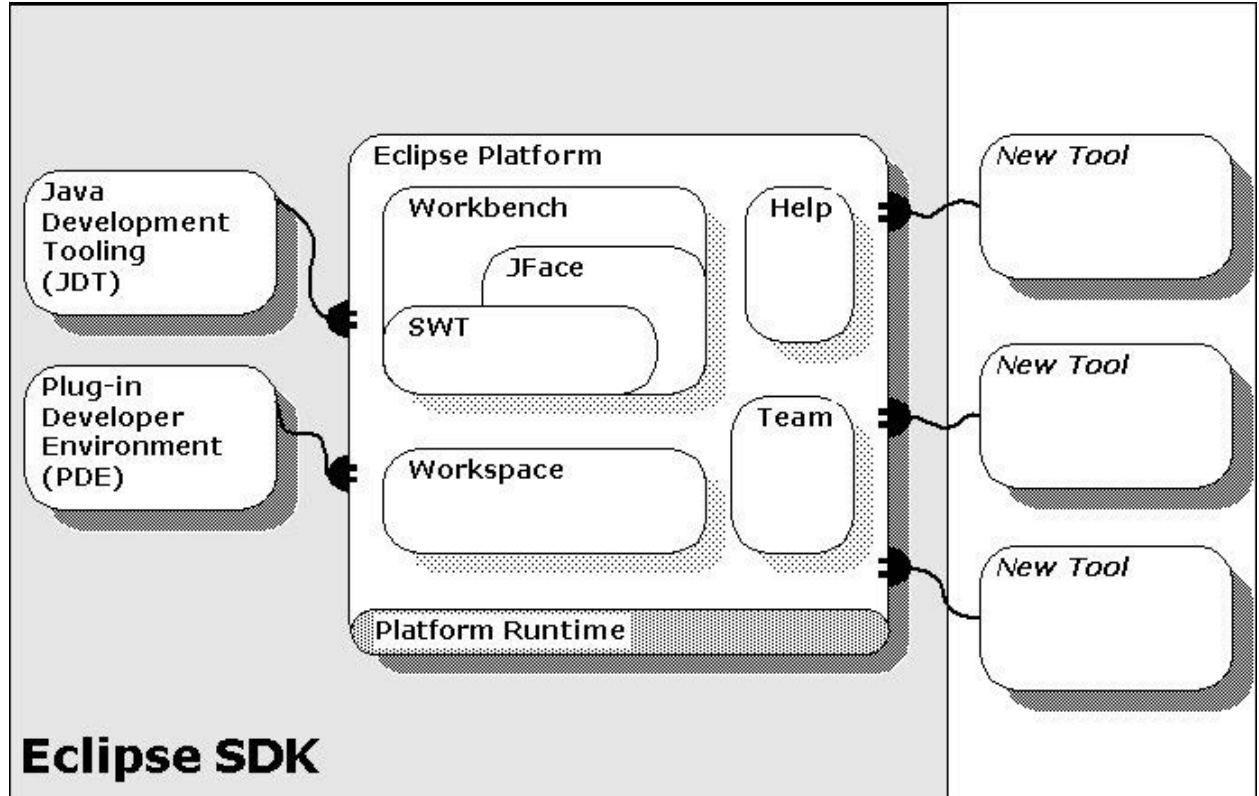 Java
Development
Tooling
(JDT)
Plug-in
Developer
Environment
(PDE)
Eclipse Platform
Workbench
JFace
SWT
Help
Team
Workspace
Platform Runtime
New Tool
New Tool
New Tool
Eclipse SDK